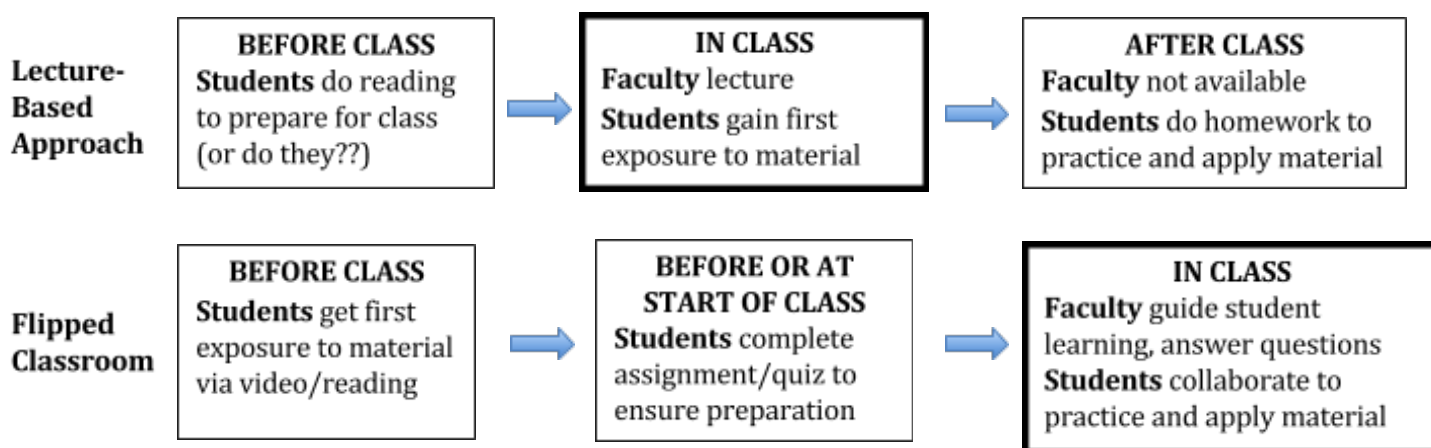 Lecture-
Based
Approach
BEFORE CLASS
Students do reading
to prepare for class
(or do they??)
IN CLASS
Faculty lecture
Students gain first
exposure to material
AFTER CLASS
Faculty not available
Students do homework to
practice and apply material
Flipped
Classroom
BEFORE CLASS
Students get first
exposure to material
via video/reading
BEFORE OR AT
START OF CLASS
Students complete
assignment/quiz to
ensure preparation
IN CLASS
Faculty guide student
learning, answer questions
Students collaborate to
practice and apply material